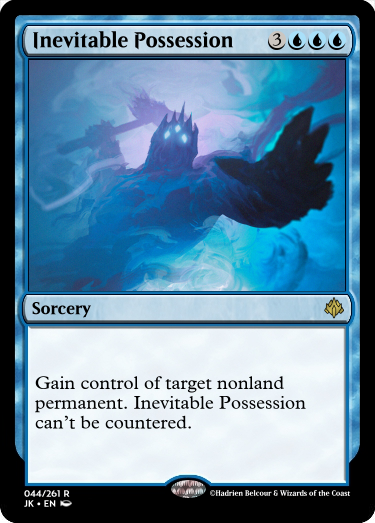 Inevitable Possession 3
Sorcery
Gain control of target nonland
permanent. Inevitable Possession
can't be countered.
044/261 R
JK • EN ©Hadrien Belcour & Wizards of the Coast